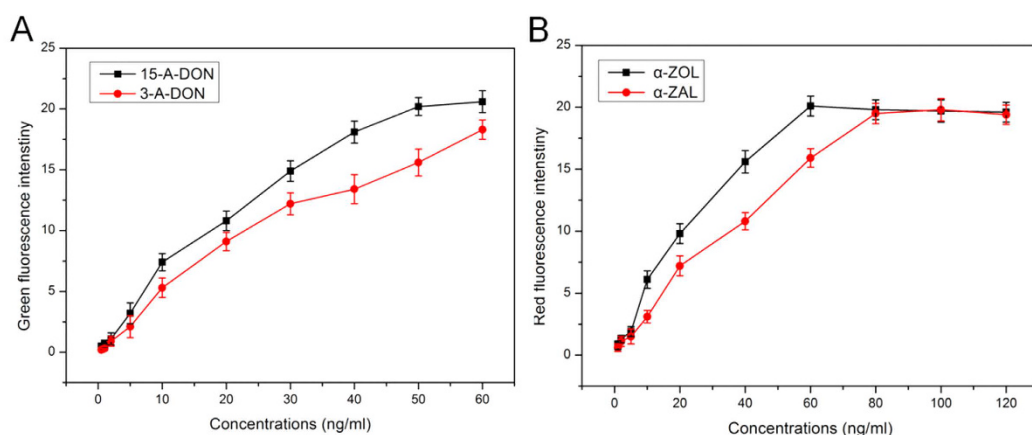 A
25
20
15
10
5
0
Green fluorescence intenstiny
15-A-DON
3-A-DON
0 10 20 30 40 50 60
Concentrations (ng/ml)
B
25
20
15
10
5
0
Red fluorescence intenstiny
α-ZOL
α-ZAL
0 20 40 60 80 100 120
Concentrations (ng/ml)